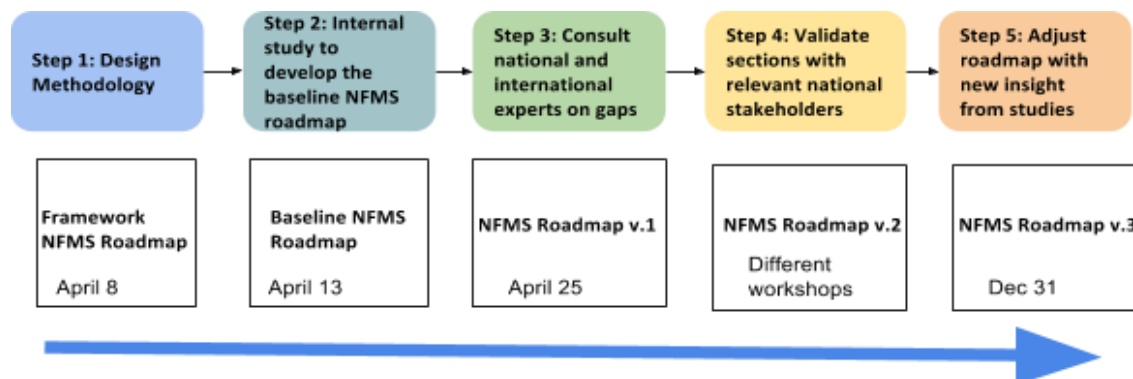 Step 1: Design
Methodology
Step 2: Internal
study to
develop the
baseline NFMS
roadmap
Step 3: Consult
national and
international
experts on gaps
Step 4: Validate
sections with
relevant national
stakeholders
Step 5: Adjust
roadmap with
new insight
from studies
Framework
NFMS Roadmap
April 8
Baseline NFMS
Roadmap
April 13
NFMS Roadmap v.1
April 25
NFMS Roadmap v.2
Different
workshops
NFMS Roadmap v.3
Dec 31